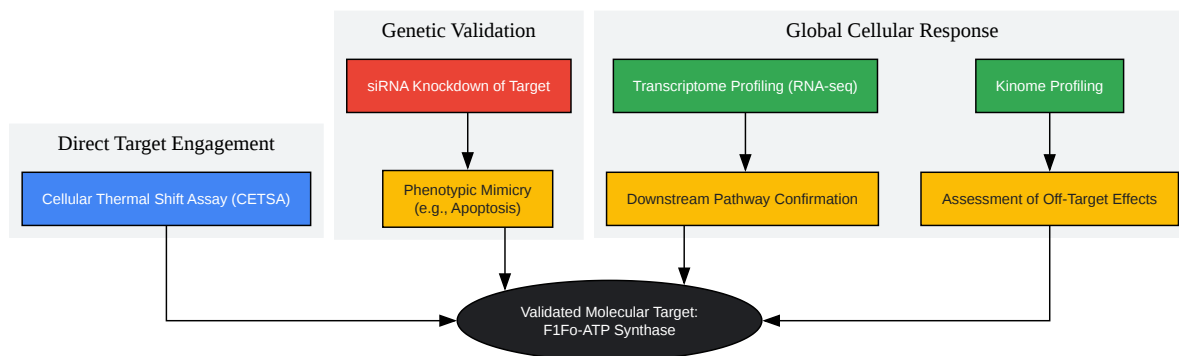 Genetic Validation
Global Cellular Response
siRNA Knockdown of Target
Transcriptome Profiling (RNA-seq)
Kinome Profiling
Direct Target Engagement
Cellular Thermal Shift Assay (CETSA)
Phenotypic Mimicry
(e.g., Apoptosis)
Downstream Pathway Confirmation
Assessment of Off-Target Effects
Validated Molecular Target:
F1Fo-ATP Synthase